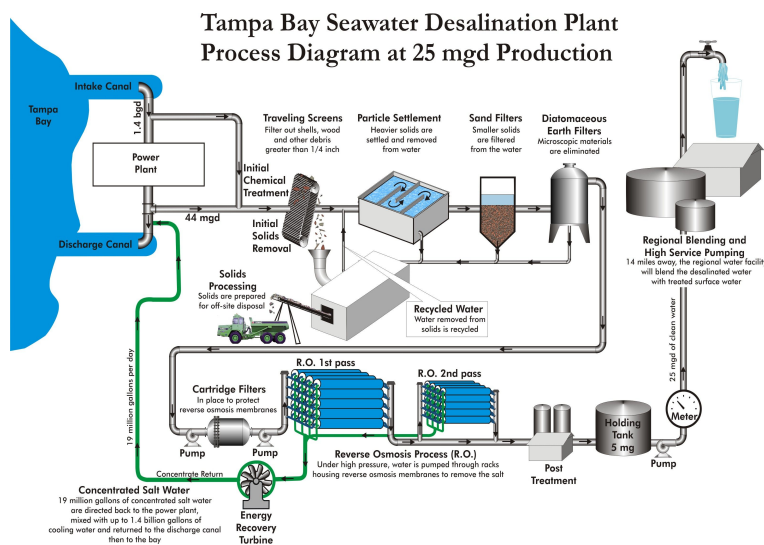 Tampa Bay Seawater Desalination Plant
Process Diagram at 25 mgd Production
Intake Canal
Tampa
Bay
1.4 bgd
Power
Plant
Discharge Canal
44 mgd
Initial
Chemical
Treatment
Traveling Screens
Filter out shells, wood
and other debris
greater than 1/4 inch
Particle Settlement
Heavier solids are
settled and removed
from water
Sand Filters
Smaller solids
are filtered
from the water
Diatomaceous
Earth Filters
Microscopic materials
are eliminated
Initial
Solids
Removal
Solids
Processing
Solids are prepared
for off-site disposal
Recycled Water
Water removed from
solids is recycled
Regional Blending and
High Service Pumping
14 miles away, the regional water facilit
will blend the desalinated water
with treated surface water
25 mgd of clean water
19 million gallons per day
R.O. 1st pass
R.O. 2nd pass
Cartridge Filters
In place to protect
reverse osmosis membranes
Pump
Pump
Reverse Osmosis Process (R.O.)
Under high pressure, water is pumped through racks
housing reverse osmosis membranes to remove the salt
Post
Treatment
Holding
Tank
5 mg
Meter
Pump
Concentrate Return
Concentrated Salt Water
19 million gallons of concentrated salt water
are directed back to the power plant,
mixed with up to 1.4 billion gallons of
cooling water and returned to the discharge canal
then to the bay
Energy
Recovery
Turbine